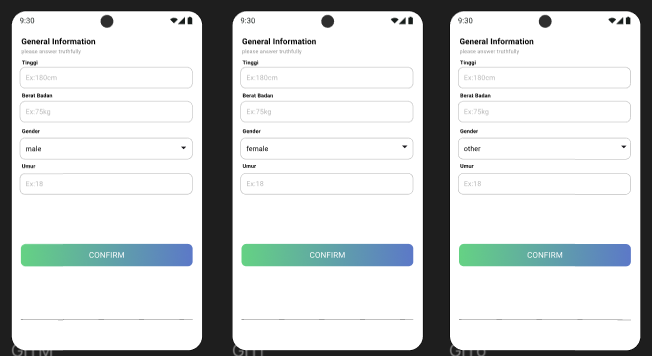 9:30
General Information
please answer truthfully
Tinggi
Ex:180cm
Berat Badan
Ex:75kg
Gender
male
Umur
Ex:18
CONFIRM
9:30
General Information
please answer truthfully
Tinggi
Ex:180cm
Berat Badan
Ex:75kg
Gender
female
Umur
Ex:18
CONFIRM
9:30
General Information
please answer truthfully
Tinggi
Ex:180cm
Berat Badan
Ex:75kg
Gender
other
Umur
Ex:18
CONFIRM